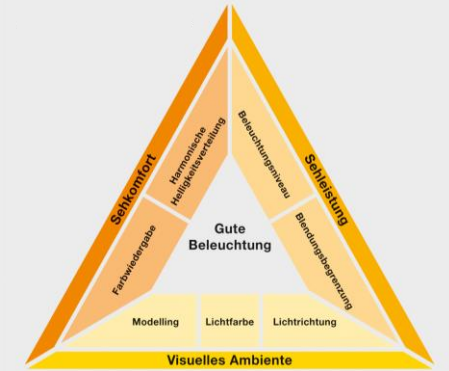 Sehkomfort
Harmonische
Helligkeitsverteilung
Farbwiedergabe
Beleuchtungsniveau
Sehleistung
Blendungsbegrenzung
Gute
Beleuchtung
Modelling
Lichtfarbe
Lichtrichtung
Visuelles Ambiente